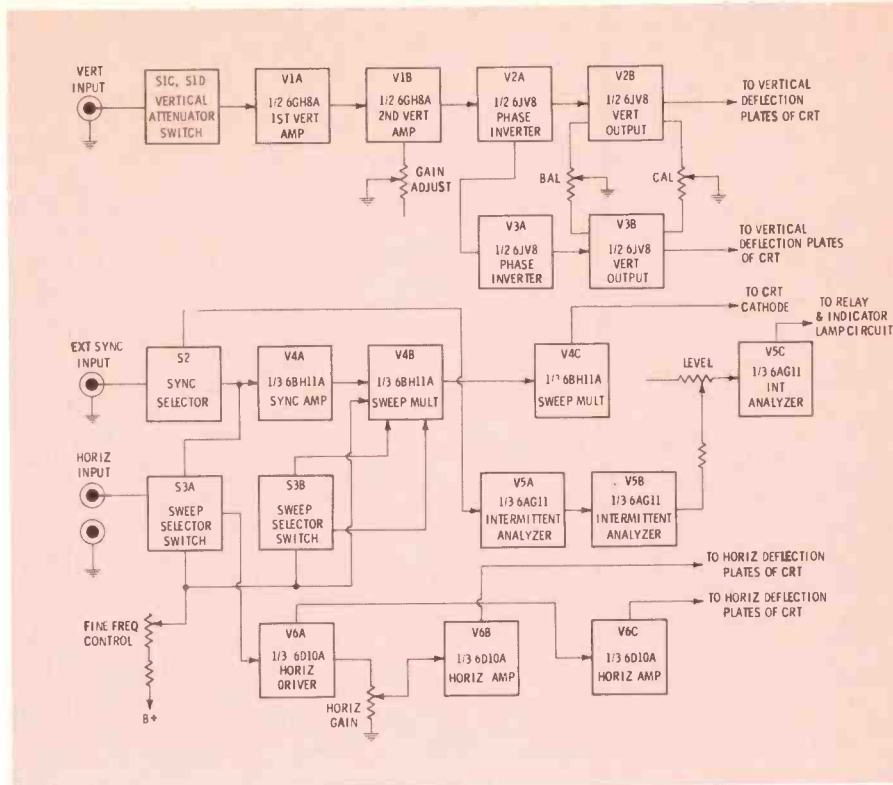 VERT
INPUT
S1C, S1D
VERTICAL
ATTENUATOR
SWITCH
V1A
1/2 6GH8A
1ST VERT
AMP
V1B
1/2 6GH8A
2ND VERT
AMP
V2A
1/2 6JV8
PHASE
INVERTER
V2B
1/2 6JV8
VERT
OUTPUT
TO VERTICAL
DEFLECTION
PLATES OF CRT
GAIN
ADJUST
BAL
CAL
V3A
1/2 6JV8
PHASE
INVERTER
V3B
1/2 6JV8
VERT
OUTPUT
TO VERTICAL
DEFLECTION PLATES
OF CRT
TO CRT
CATHODE
TO RELAY
& INDICATOR
LAMP CIRCUIT
EXT SYNC
INPUT
S2
SYNC
SELECTOR
V4A
1/3 6BH11A
SYNC AMP
V4B
1/3 6BH11A
SWEEP MULT
V4C
1/3 6BH11A
SWEEP MULT
LEVEL
V5C
1/3 6AG11
INT
ANALYZER
HORIZ
INPUT
S3A
SWEEP
SELECTOR
SWITCH
S3B
SWEEP
SELECTOR
SWITCH
V5A
1/3 6AG11
INTERMITTENT
ANALYZER
V5B
1/3 6AG11
INTERMITTENT
ANALYZER
TO HORIZ DEFLECTION
PLATES OF CRT
TO HORIZ DEFLECTION
PLATES OF CRT
FINE FREQ
CONTROL
B+
V6A
1/3 6D10A
HORIZ
DRIVER
HORIZ
GAIN
V6B
1/3 6D10A
HORIZ AMP
V6C
1/3 6D10A
HORIZ AMP